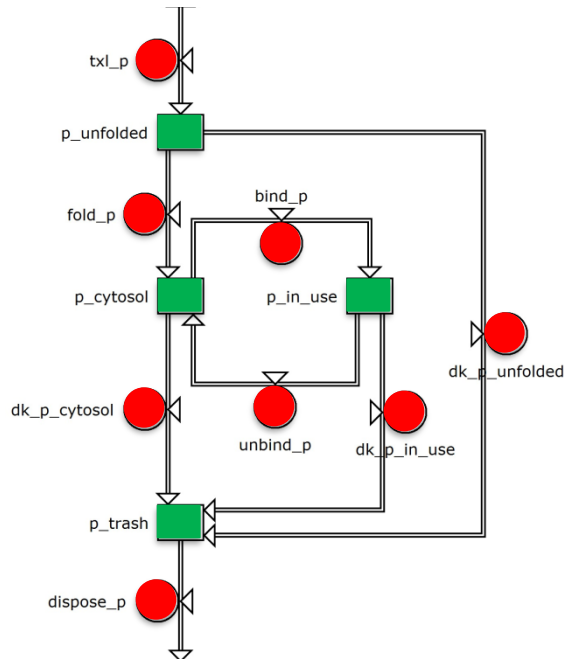 txl_p
p_unfolded
bind_p
fold_p
p_cytosol
p_in_use
dk_p_unfolded
dk_p_cytosol
unbind_p
dk_p_in_use
p_trash
dispose_p